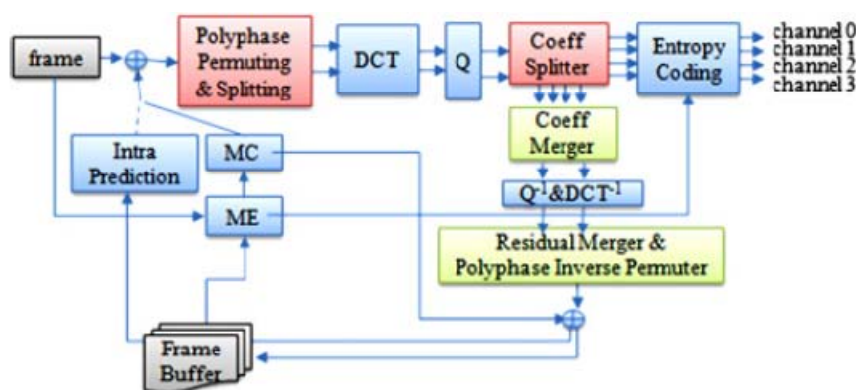 frame
Polyphase
Permuting
& Splitting
DCT
Q
Coeff
Splitter
Entropy
Coding
channel 0
channel 1
channel 2
channel 3
Coeff
Merger
Intra
Prediction
MC
Q⁻¹&DCT⁻¹
ME
Residual Merger &
Polyphase Inverse Permuter
Frame
Buffer